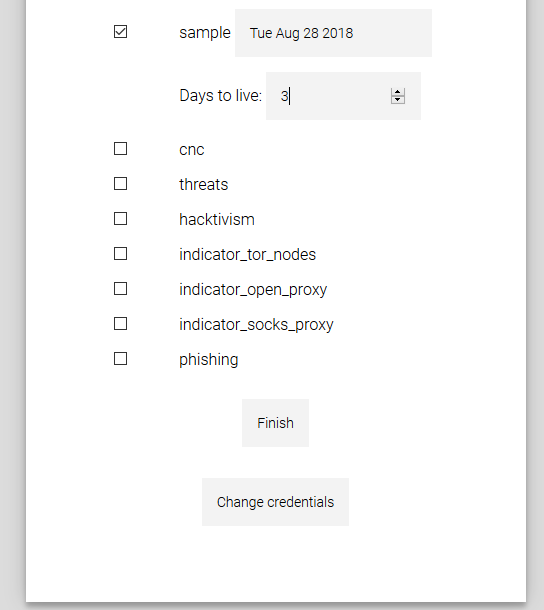 sample Tue Aug 28 2018
Days to live: 3
cnc
threats
hacktivism
indicator_tor_nodes
indicator_open_proxy
indicator_socks_proxy
phishing
Finish
Change credentials